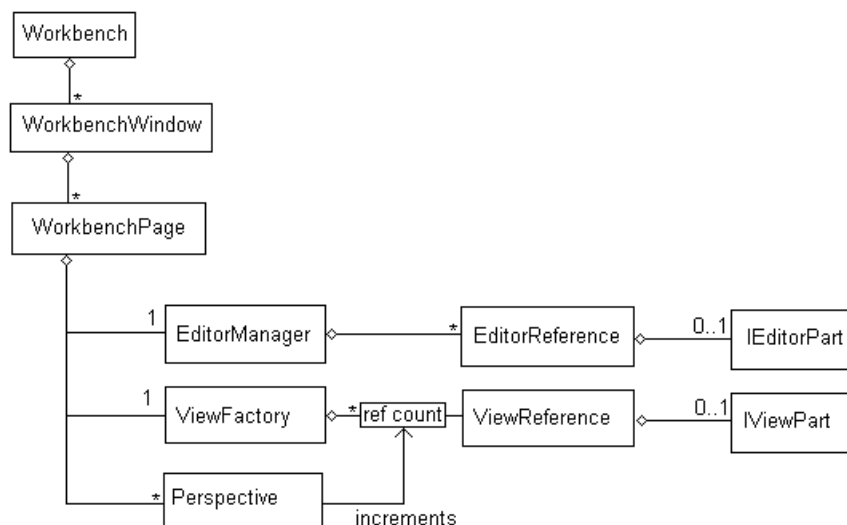 Workbench
*
WorkbenchWindow
*
WorkbenchPage
1 EditorManager * EditorReference 0..1 IEditorPart
1 ViewFactory * ref count ViewReference 0..1 IViewPart
* Perspective
increments